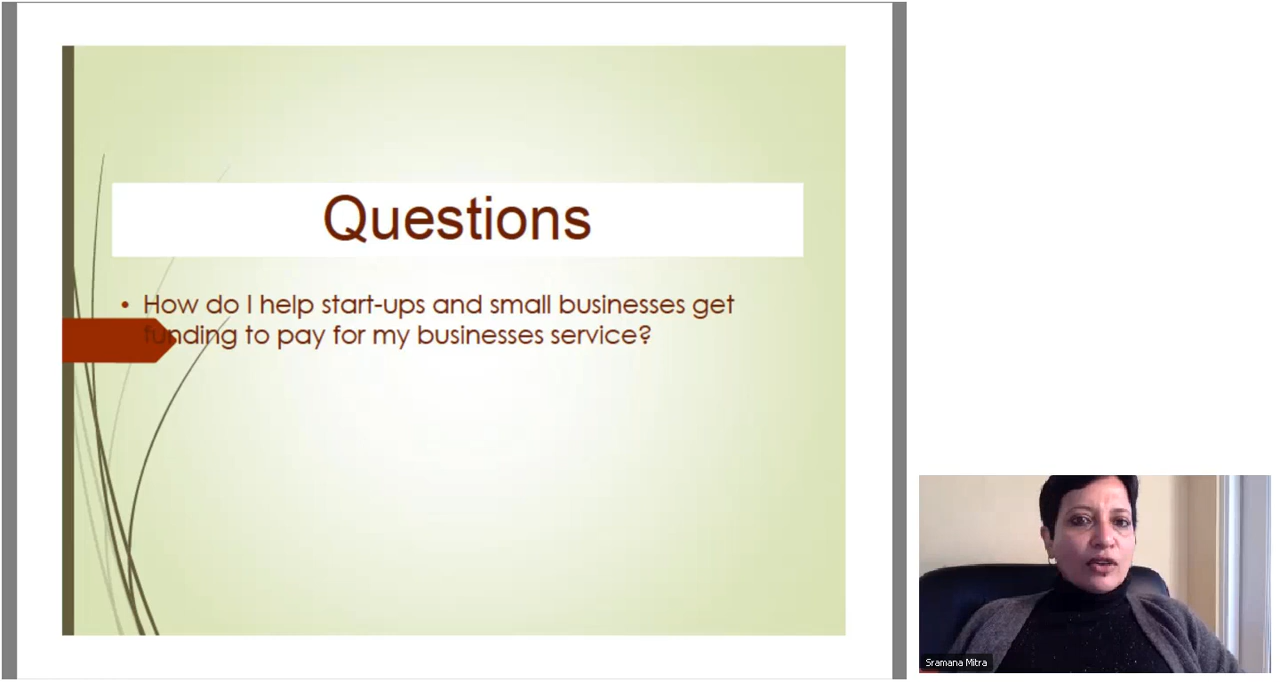 Questions
• How do I help start-ups and small businesses get
funding to pay for my businesses service?
Sramana Mitra